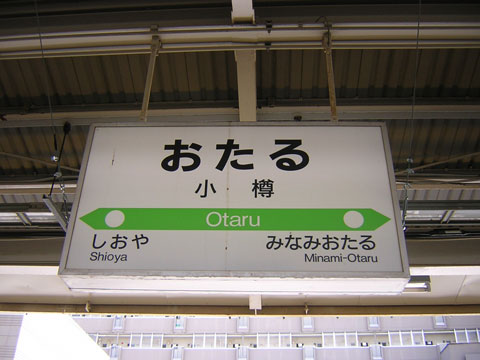 おたる
小樽
Otaru
しおや
Shioya
みなみおたる
Minami-Otaru